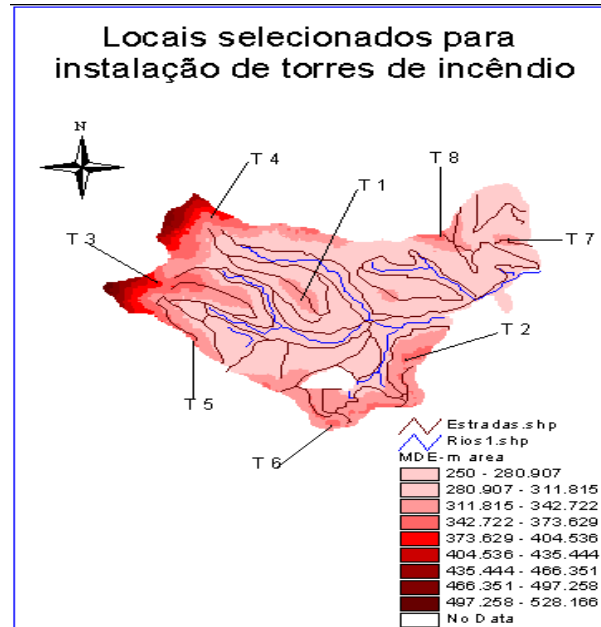 Locais selecionados para
instalação de torres de incêndio
N
T 4
T 1
T 8
T 3
T 7
T 2
T 5
T 6
Estradas.shp
Rios1.shp
MDE-m area
250 - 280.907
280.907 - 311.815
311.815 - 342.722
342.722 - 373.629
373.629 - 404.536
404.536 - 435.444
435.444 - 466.351
466.351 - 497.258
497.258 - 528.166
No Data